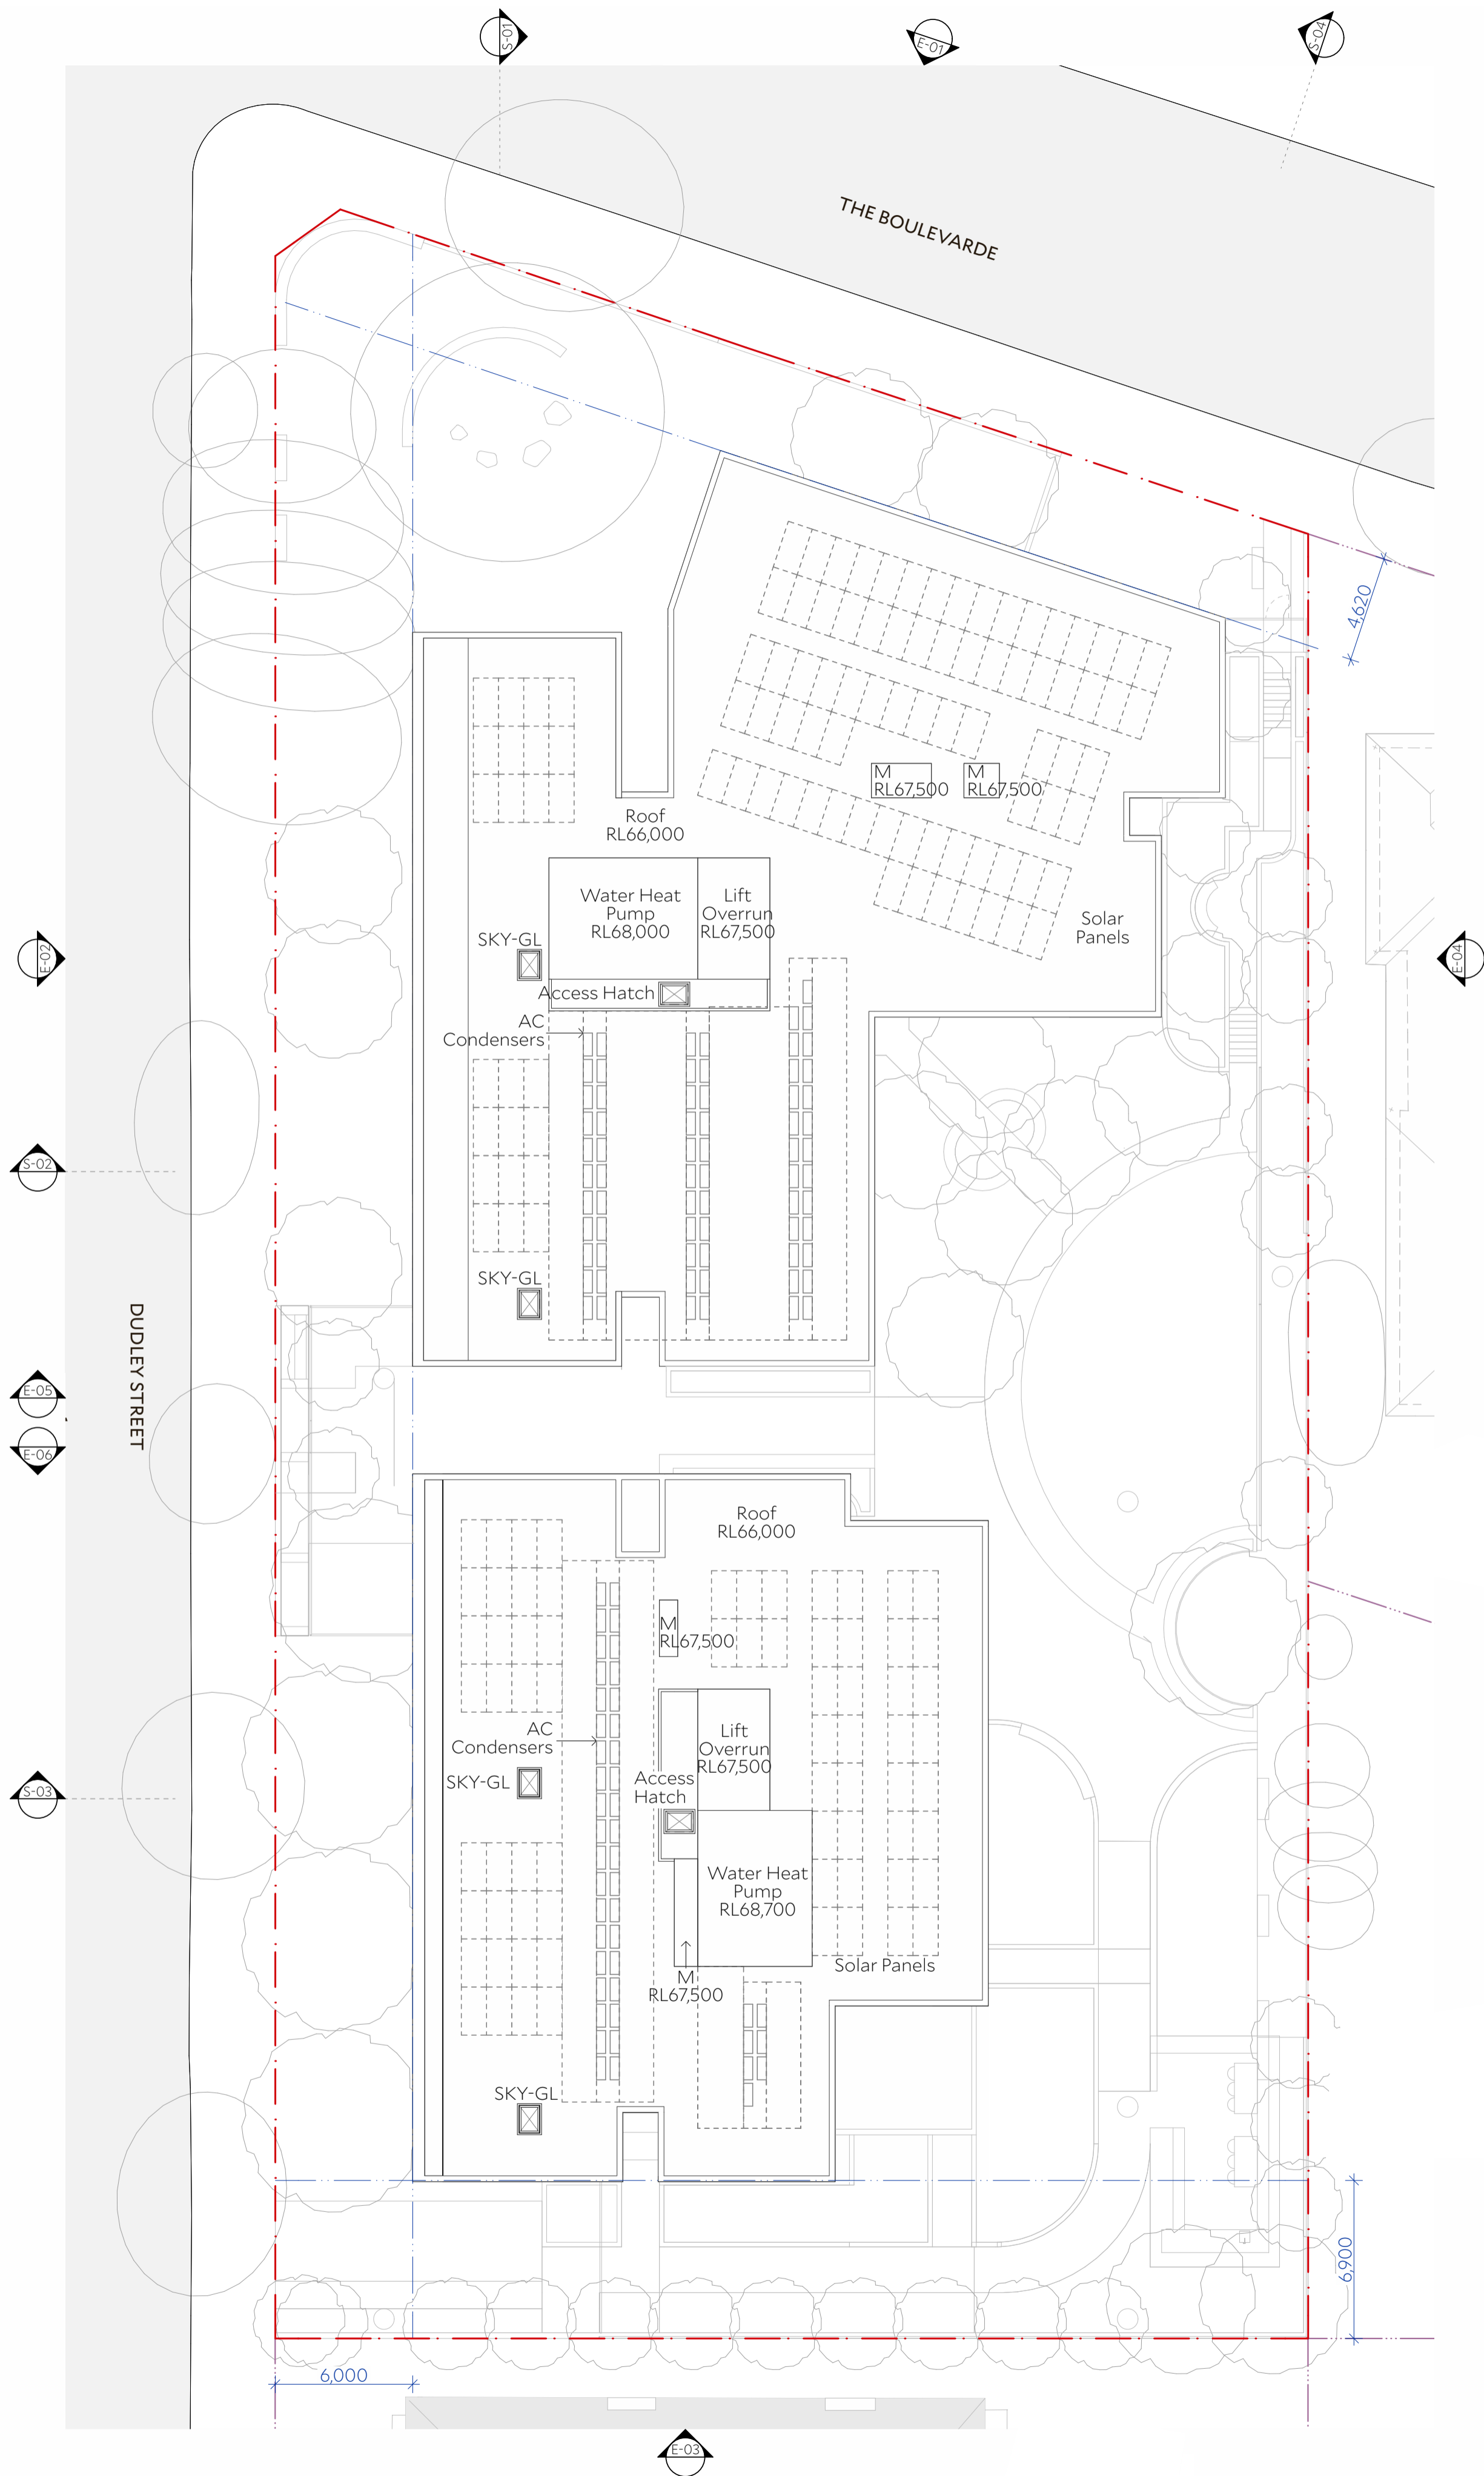 S-01
E-01
S-04
THE BOULEVARDE
4,620
M
RL67,500
M
RL67,500
Roof
RL66,000
Water Heat
Pump
RL68,000
Lift
Overrun
RL67,500
Solar
Panels
SKY-GL
E-02
E-04
Access Hatch
AC
Condensers
S-02
SKY-GL
DUDLEY STREET
E-05
E-06
Roof
RL66,000
M
RL67,500
AC
Condensers
Lift
Overrun
RL67,500
SKY-GL
Access
Hatch
S-03
Water Heat
Pump
RL68,700
Solar Panels
M
RL67,500
SKY-GL
6,900
6,000
E-03